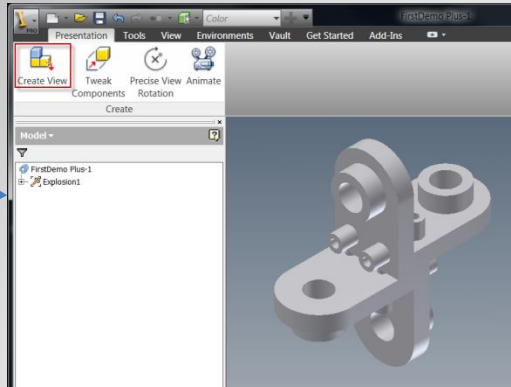 Color
FirstDemo Plus-1
PRO
Presentation Tools View Environments Vault Get Started Add-Ins
Create View
Tweak Components
Precise View Rotation
Animate
Create
Model
FirstDemo Plus-1
Explosion1